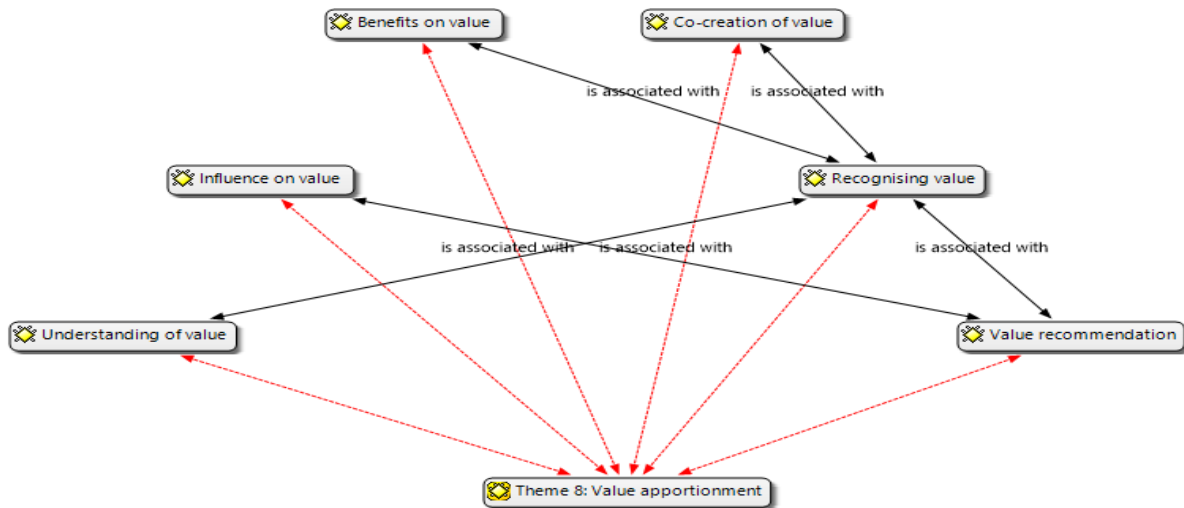 Benefits on value
Co-creation of value
is associated with
is associated with
Influence on value
Recognising value
is associated with
is associated with
is associated with
Understanding of value
Value recommendation
Theme 8: Value apportionment